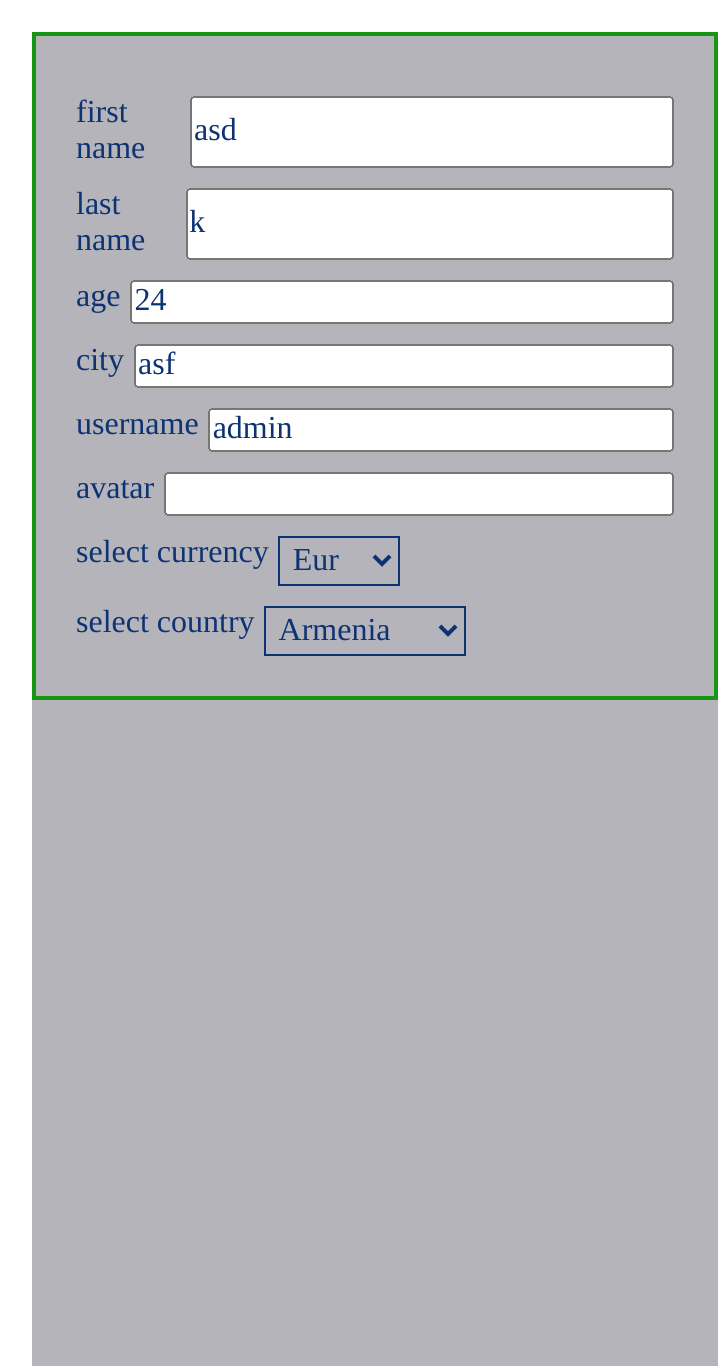 first
name
asd
last
name
k
age 24
city asf
username admin
avatar
select currency Eur
select country Armenia